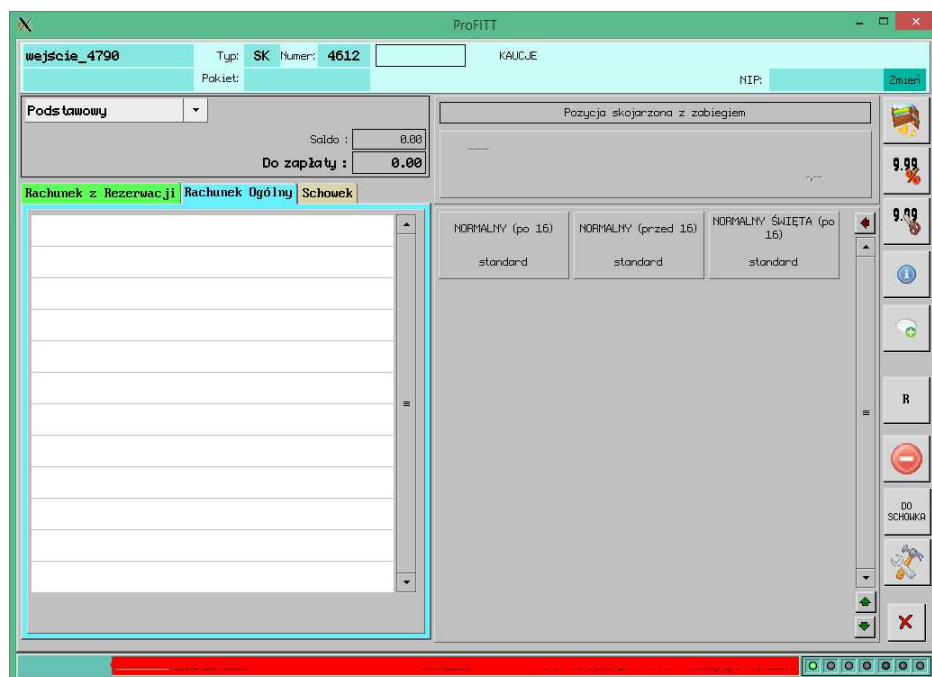 ProFITT
wejście_4790 Typ: SK Numer: 4612 KAUCJE
Pakiet: NIP: Zmień
Podstawowy
Saldo : 0.00
Do zapłaty : 0.00
Pozycja skojarzona z zabiegiem
---
-,--
9.99 %
9.99
Rachunek z Rezerwacji Rachunek Ogólny Schowek
NORMALNY (po 16)
standard
NORMALNY (przed 16)
standard
NORMALNY ŚWIĘTA (po
16)
standard
R
DO
SCHOWKA